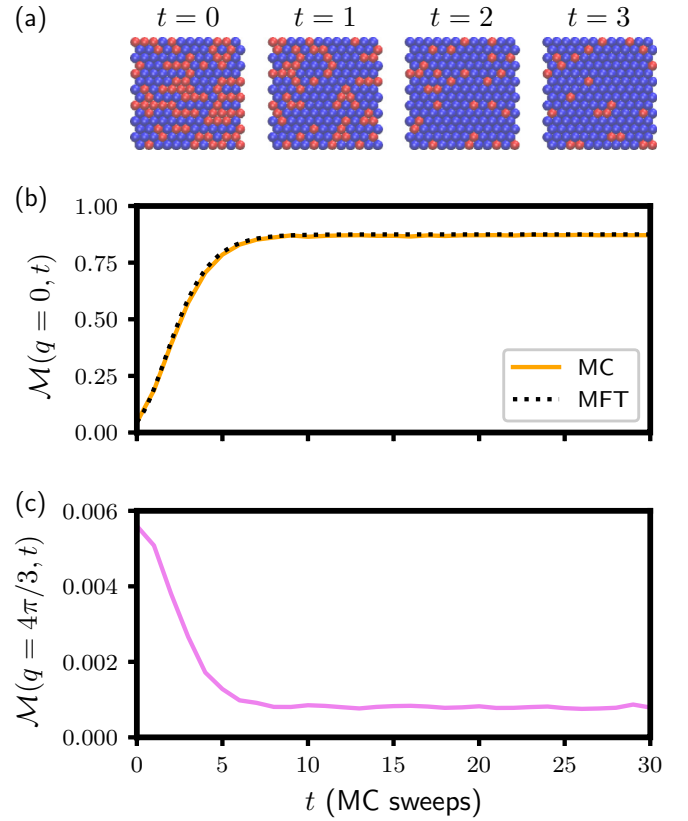 (a)
t = 0 t = 1 t = 2 t = 3
(b)
1.00
0.75
0.50
0.25
0.00
ℳ(q = 0, t)
MC
MFT
(c)
0.006
0.004
0.002
0.000
ℳ(q = 4π/3, t)
0 5 10 15 20 25 30
t (MC sweeps)